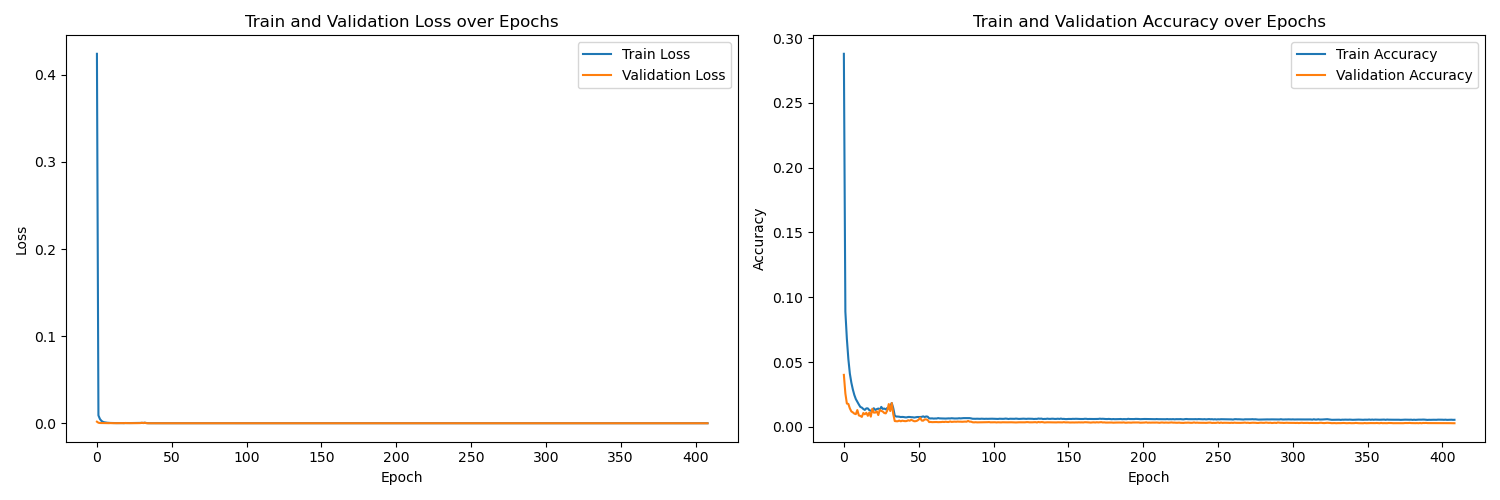 Train and Validation Loss over Epochs
Train Loss
Validation Loss
0.4
0.3
0.2
0.1
0.0
Loss
0 50 100 150 200 250 300 350 400
Epoch
Train and Validation Accuracy over Epochs
Train Accuracy
Validation Accuracy
0.30
0.25
0.20
0.15
0.10
0.05
0.00
Accuracy
0 50 100 150 200 250 300 350 400
Epoch